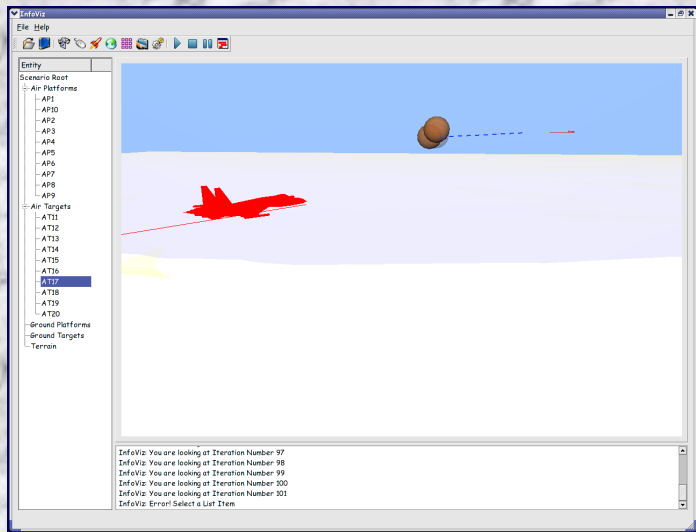 InfoViz
File Help
Entity
Scenario Root
Air Platforms
AP1
AP10
AP2
AP3
AP4
AP5
AP6
AP7
AP8
AP9
Air Targets
AT11
AT12
AT13
AT14
AT15
AT16
AT17
AT18
AT19
AT20
Ground Platforms
Ground Targets
Terrain
InfoViz: You are looking at Iteration Number 97
InfoViz: You are looking at Iteration Number 98
InfoViz: You are looking at Iteration Number 99
InfoViz: You are looking at Iteration Number 100
InfoViz: You are looking at Iteration Number 101
InfoViz: Error! Select a List Item